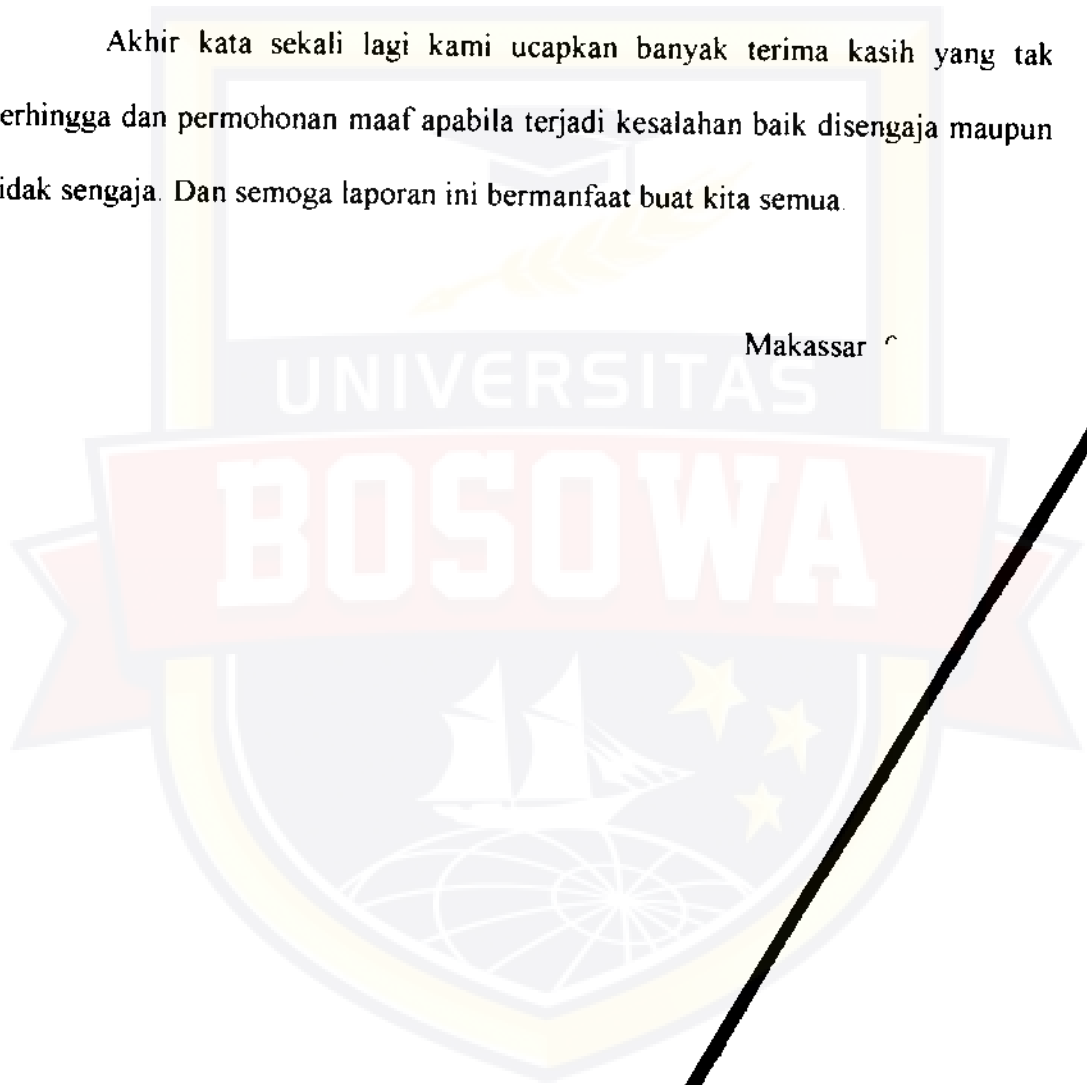 Akhir kata sekali lagi kami ucapkan banyak terima kasih yang tak
erhingga dan permohonan maaf apabila terjadi kesalahan baik disengaja maupun
idak sengaja. Dan semoga laporan ini bermanfaat buat kita semua.
Makassar
UNIVERSITAS
BOSOWA